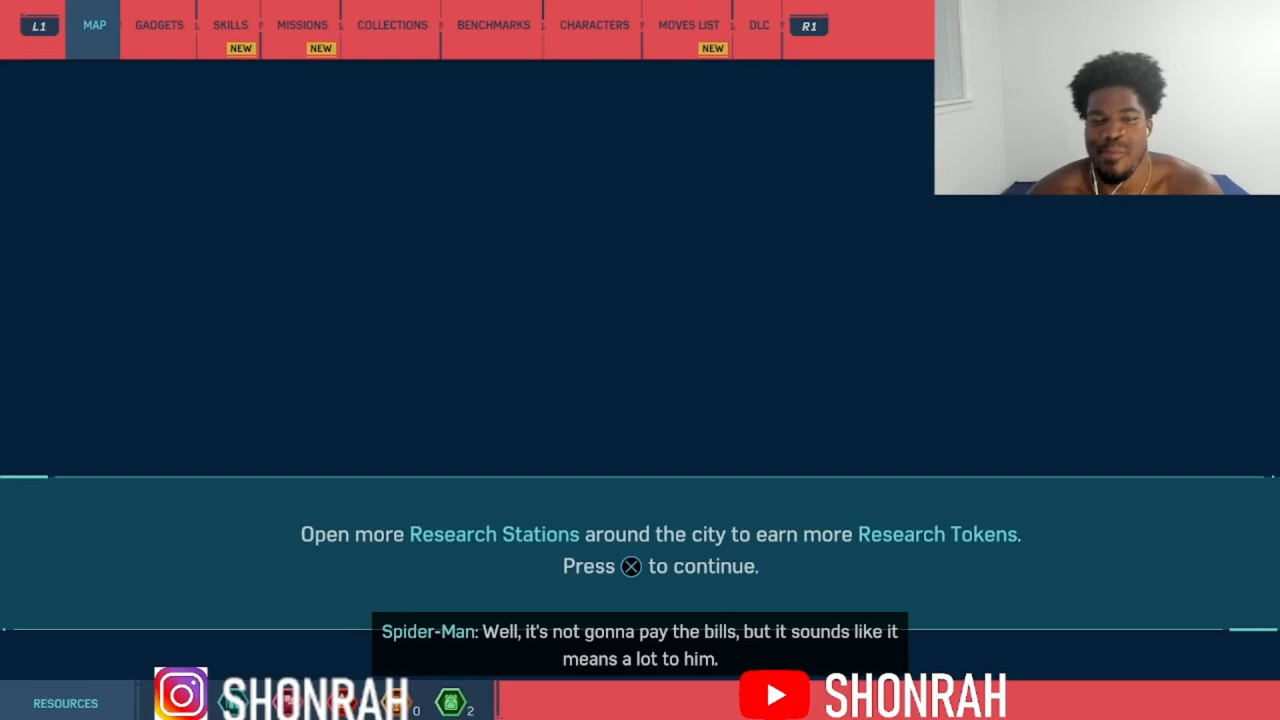 L1 MAP GADGETS SKILLS MISSIONS COLLECTIONS BENCHMARKS CHARACTERS MOVES LIST DLC R1
NEW NEW NEW
Open more Research Stations around the city to earn more Research Tokens.
Press to continue.
Spider-Man: Well, it's not gonna pay the bills, but it sounds like it
means a lot to him.
RESOURCES SHONRAH 0 2 SHONRAH